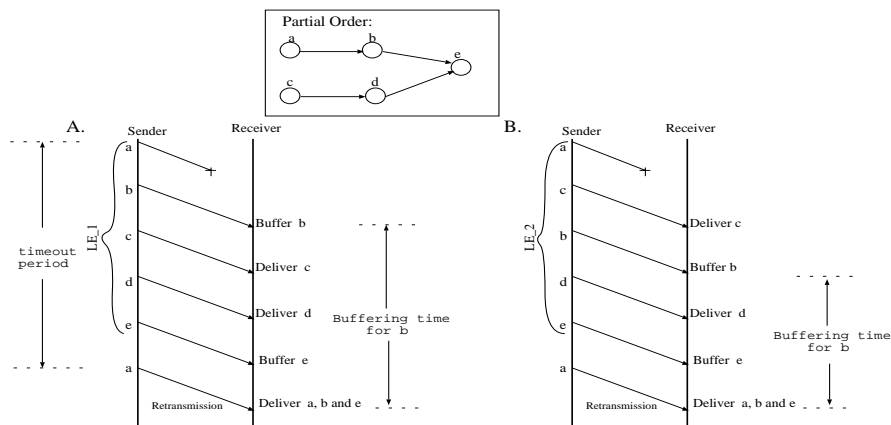 Partial Order:
a
b
e
c
d
A.
Sender
Receiver
a
b
c
d
e
a
LE_1
timeout
period
Buffer b
Deliver c
Deliver d
Buffer e
Deliver a, b and e
Retransmission
Buffering time
for b
B.
Sender
Receiver
a
c
b
d
e
a
LE_2
Deliver c
Buffer b
Deliver d
Buffer e
Deliver a, b and e
Retransmission
Buffering time
for b